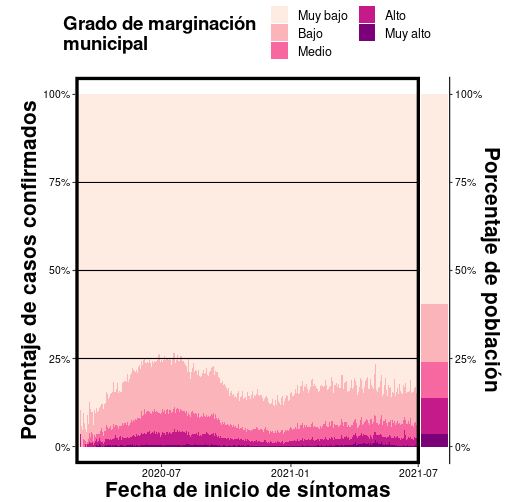 Grado de marginación
municipal
Muy bajo
Bajo
Medio
Alto
Muy alto
Porcentaje de casos confirmados
100%
75%
50%
25%
0%
100%
75%
50%
25%
0%
Porcentaje de población
2020-07
2021-01
2021-07
Fecha de inicio de síntomas